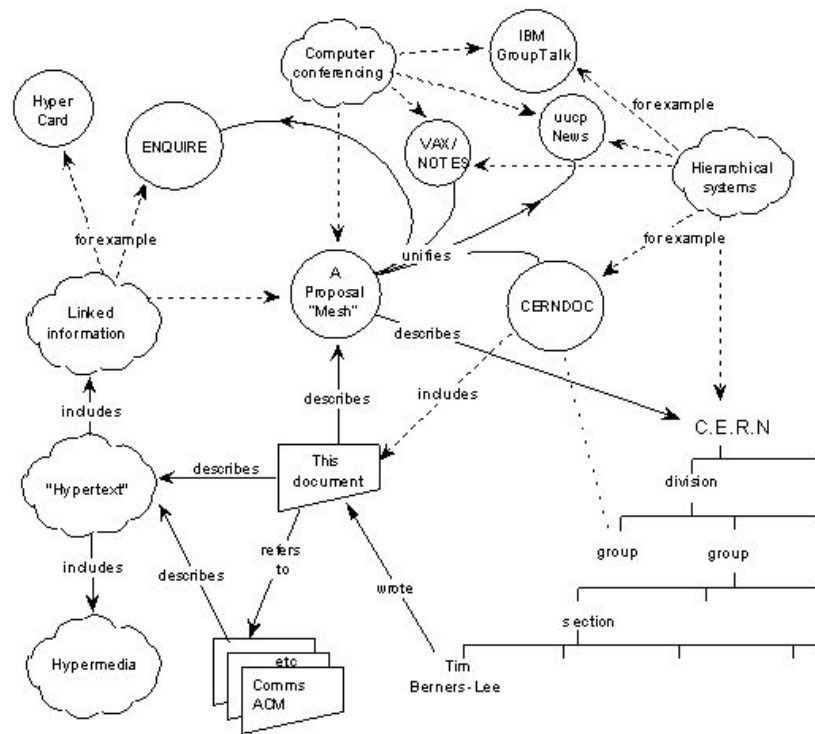 IBM
GroupTalk
Computer
conferencing
Hyper
Card
for example
uucp
News
ENQUIRE
VAX/
NOTES
Hierarchical
systems
for example
unifies
for example
A
Proposal
"Mesh"
CERNDOC
Linked
information
describes
includes
describes
includes
C.E.R.N
This
document
describes
division
"Hypertext"
refers
to
group
group
includes
describes
wrote
section
Hypermedia
etc
Comms
ACM
Tim
Berners-Lee